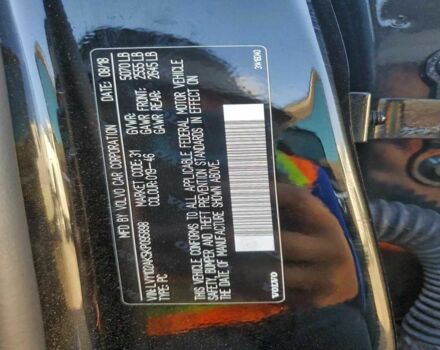 MFD BY VOLVO CAR CORPORATION 08/18
MARKET CODE: 31 GVWR: 5070 LB
COLOUR: 019-46 GAWR FRONT: 2555 LB
GAWR REAR: 2645 LB
TYPE: PC
THIS VEHICLE CONFORMS TO ALL APPLICABLE FEDERAL MOTOR VEHICLE
SAFETY, BUMPER AND THEFT PREVENTION STANDARDS IN EFFECT ON
THE DATE OF MANUFACTURE SHOWN ABOVE.
VOLVO